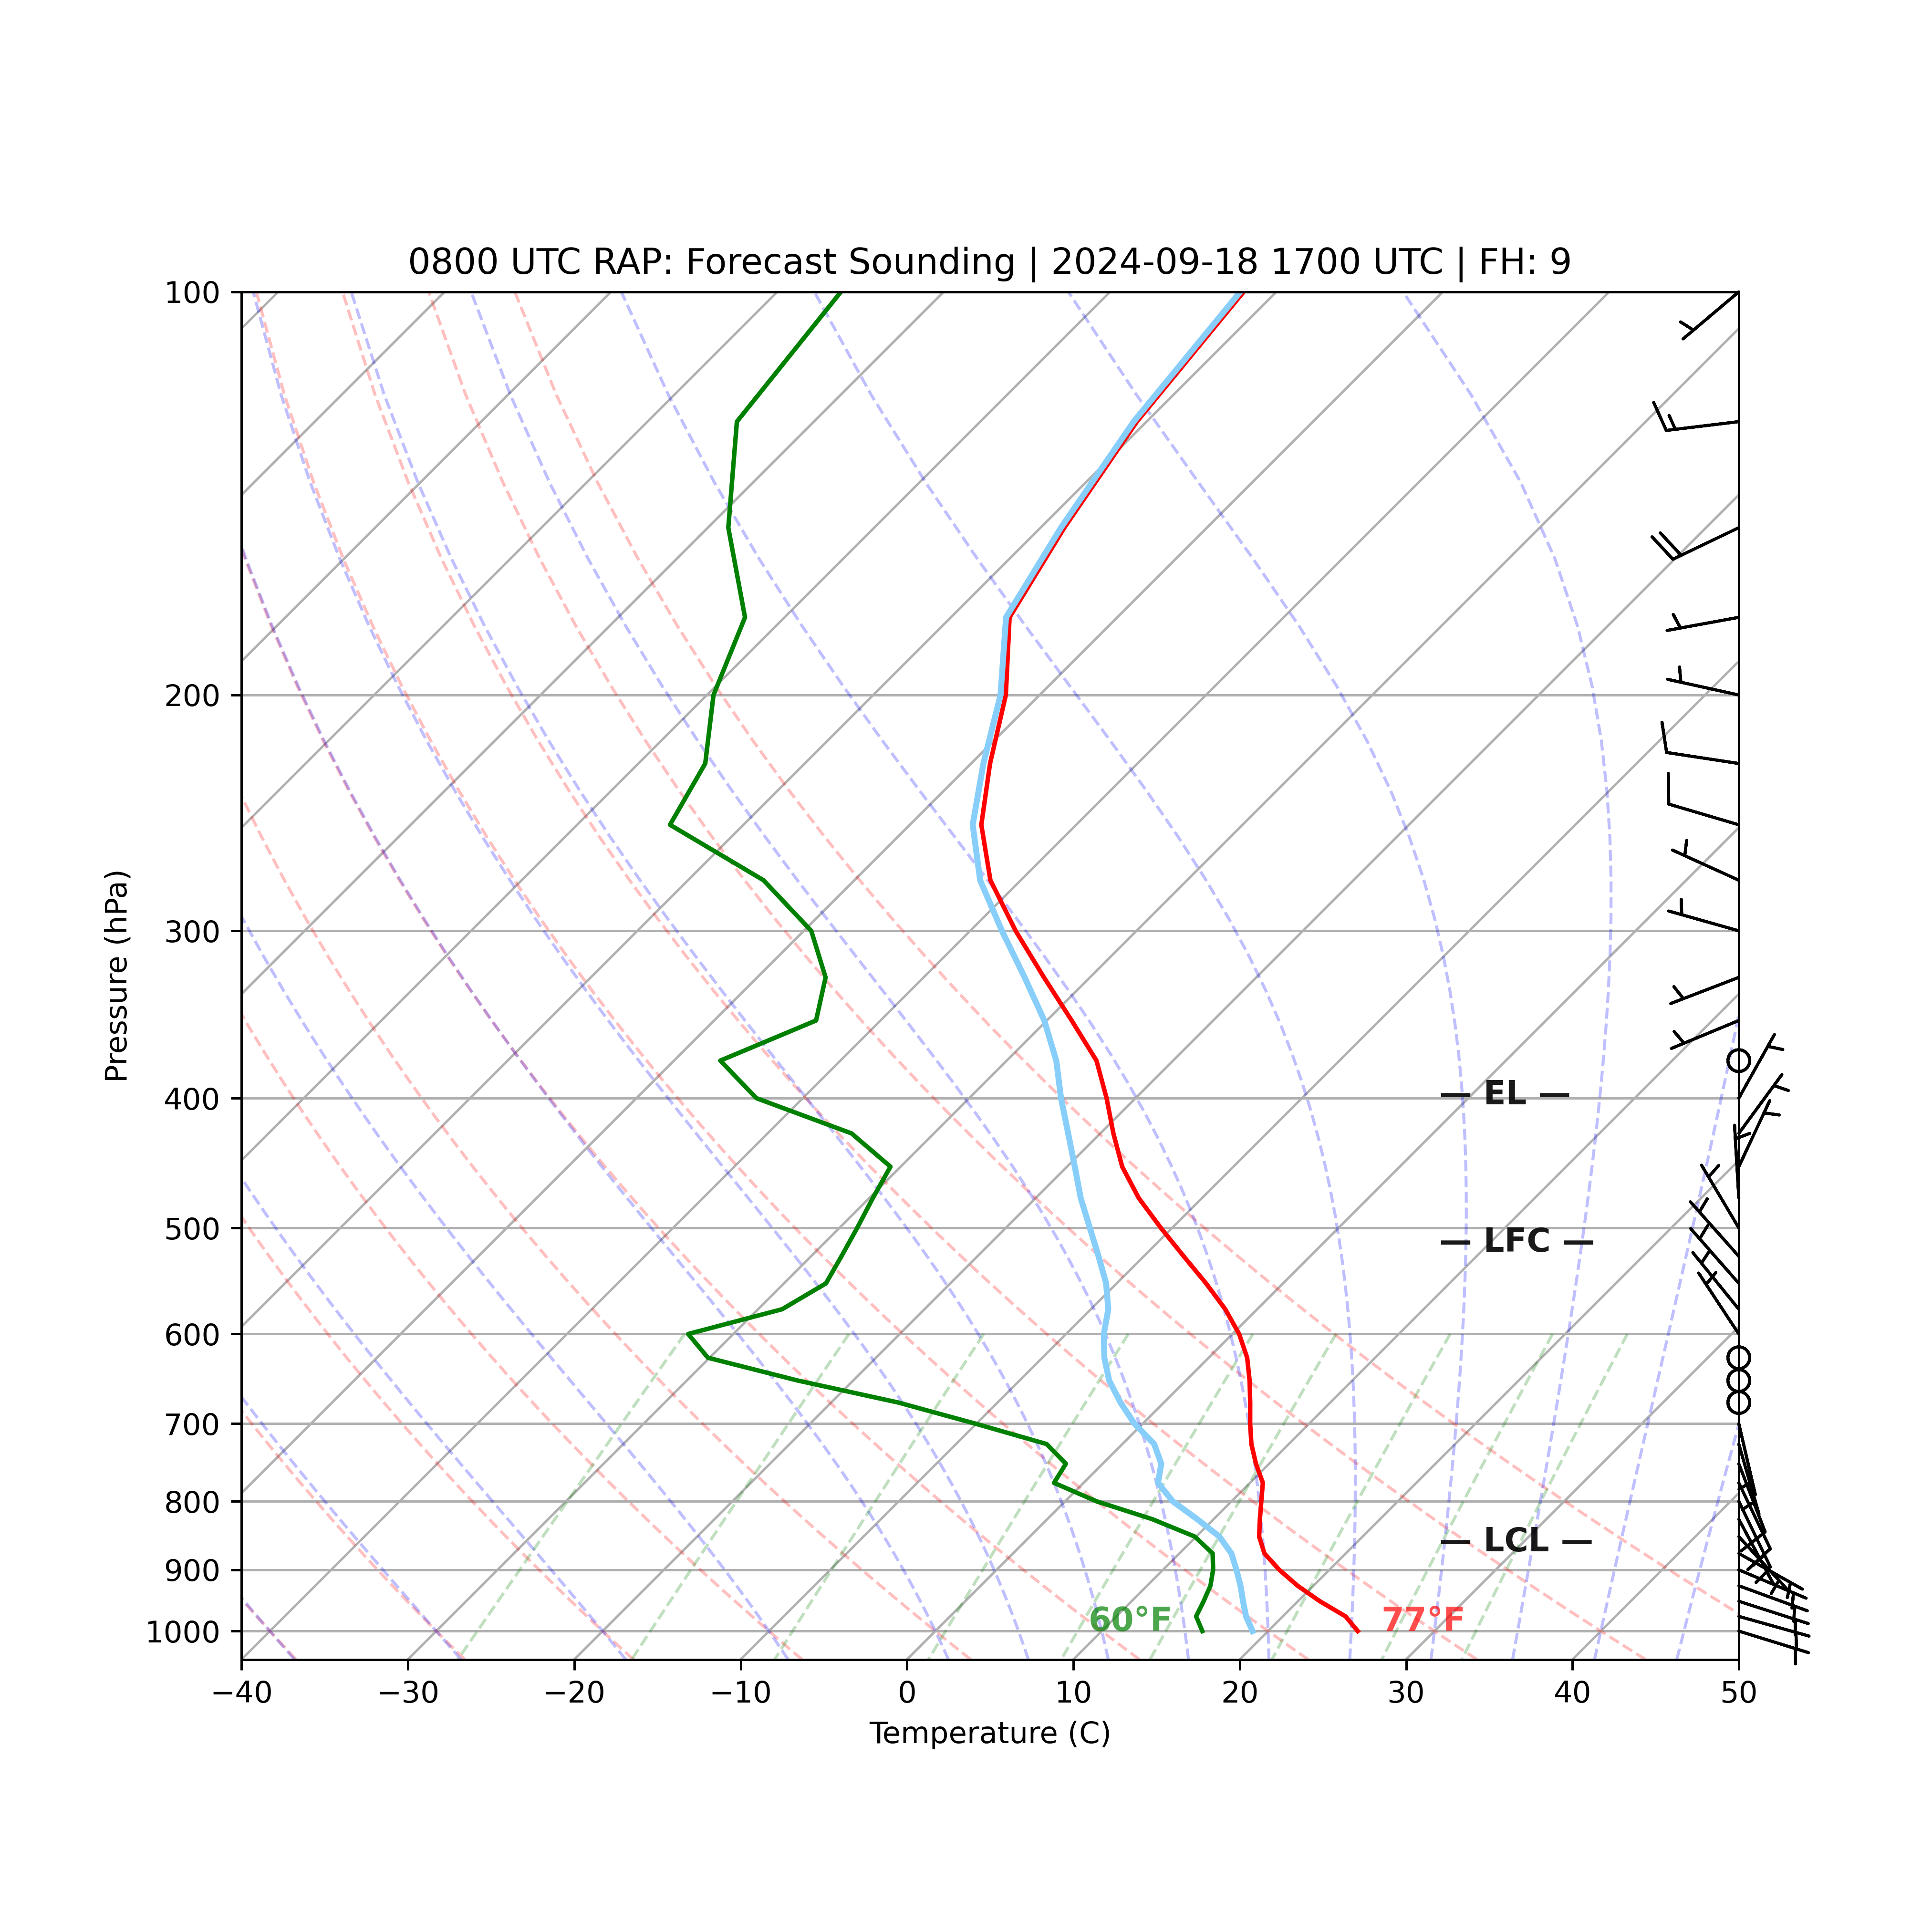 0800 UTC RAP: Forecast Sounding | 2024-09-18 1700 UTC | FH: 9
100
200
300
400
500
600
700
800
900
1000
Pressure (hPa)
— EL —
— LFC —
— LCL —
60°F
77°F
−40
−30
−20
−10
0
10
20
30
40
50
Temperature (C)